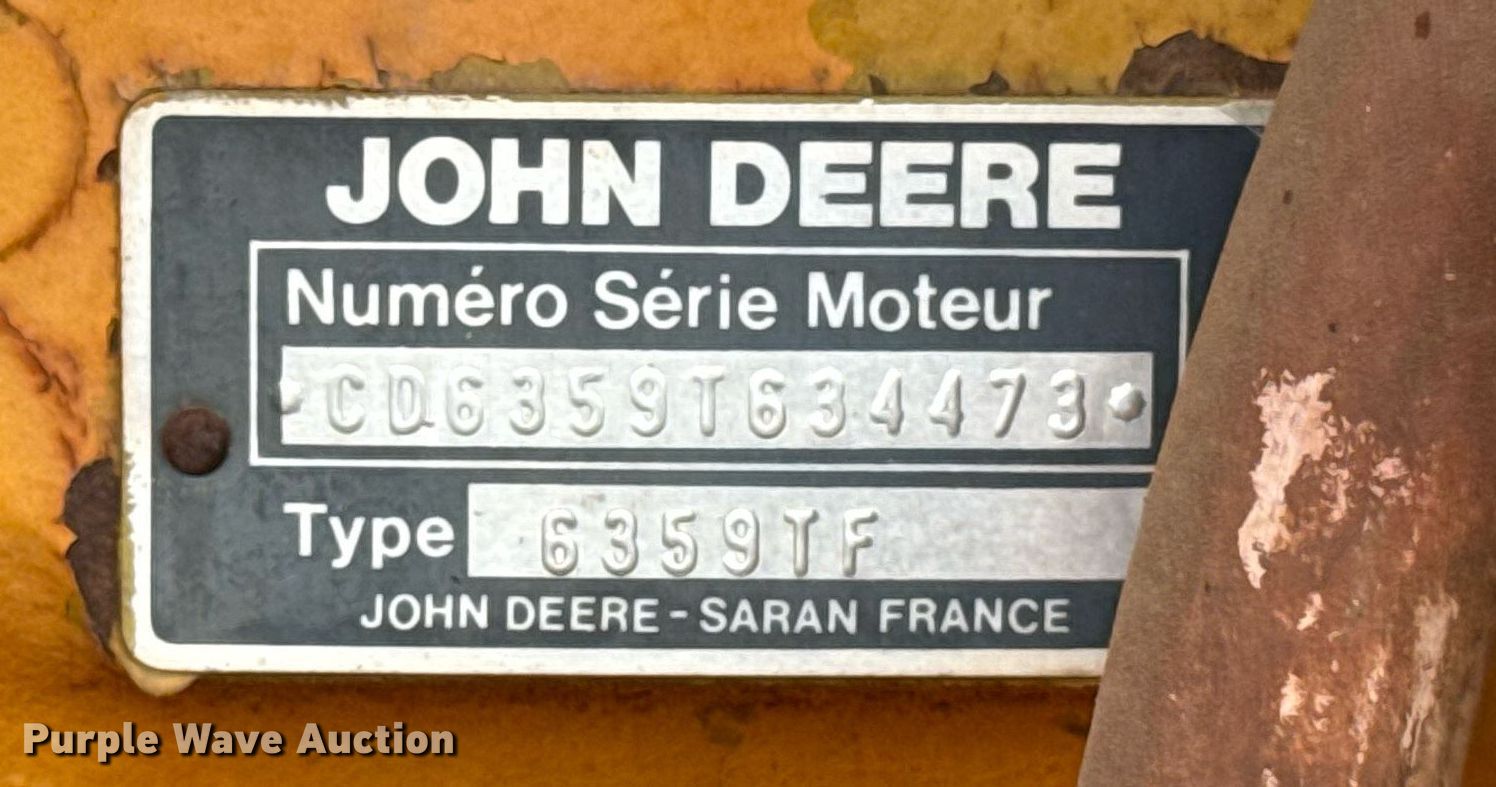 JOHN DEERE
Numéro Série Moteur
CD6359T634473
Type 6359TF
JOHN DEERE - SARAN FRANCE
Purple Wave Auction